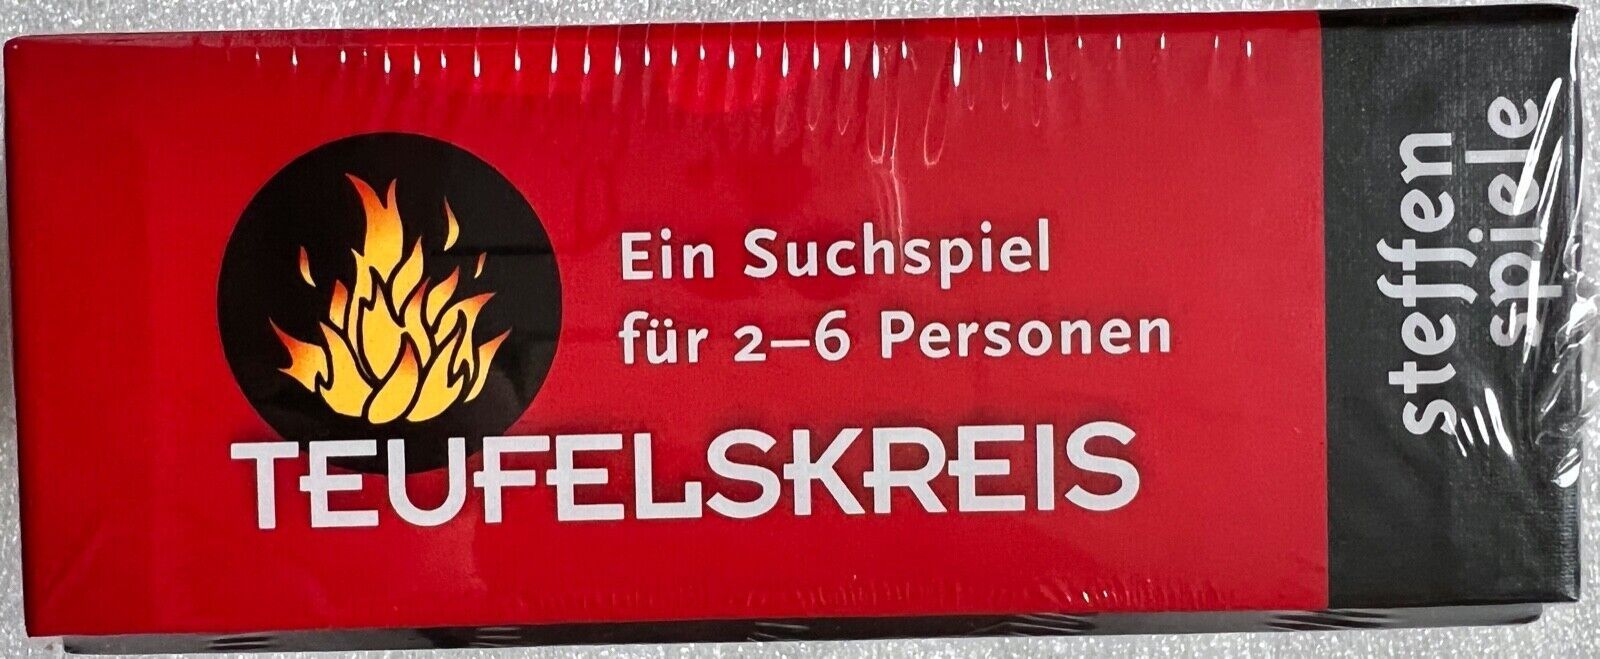 Ein Suchspiel
für 2–6 Personen
TEUFELSKREIS
steffen
spiele